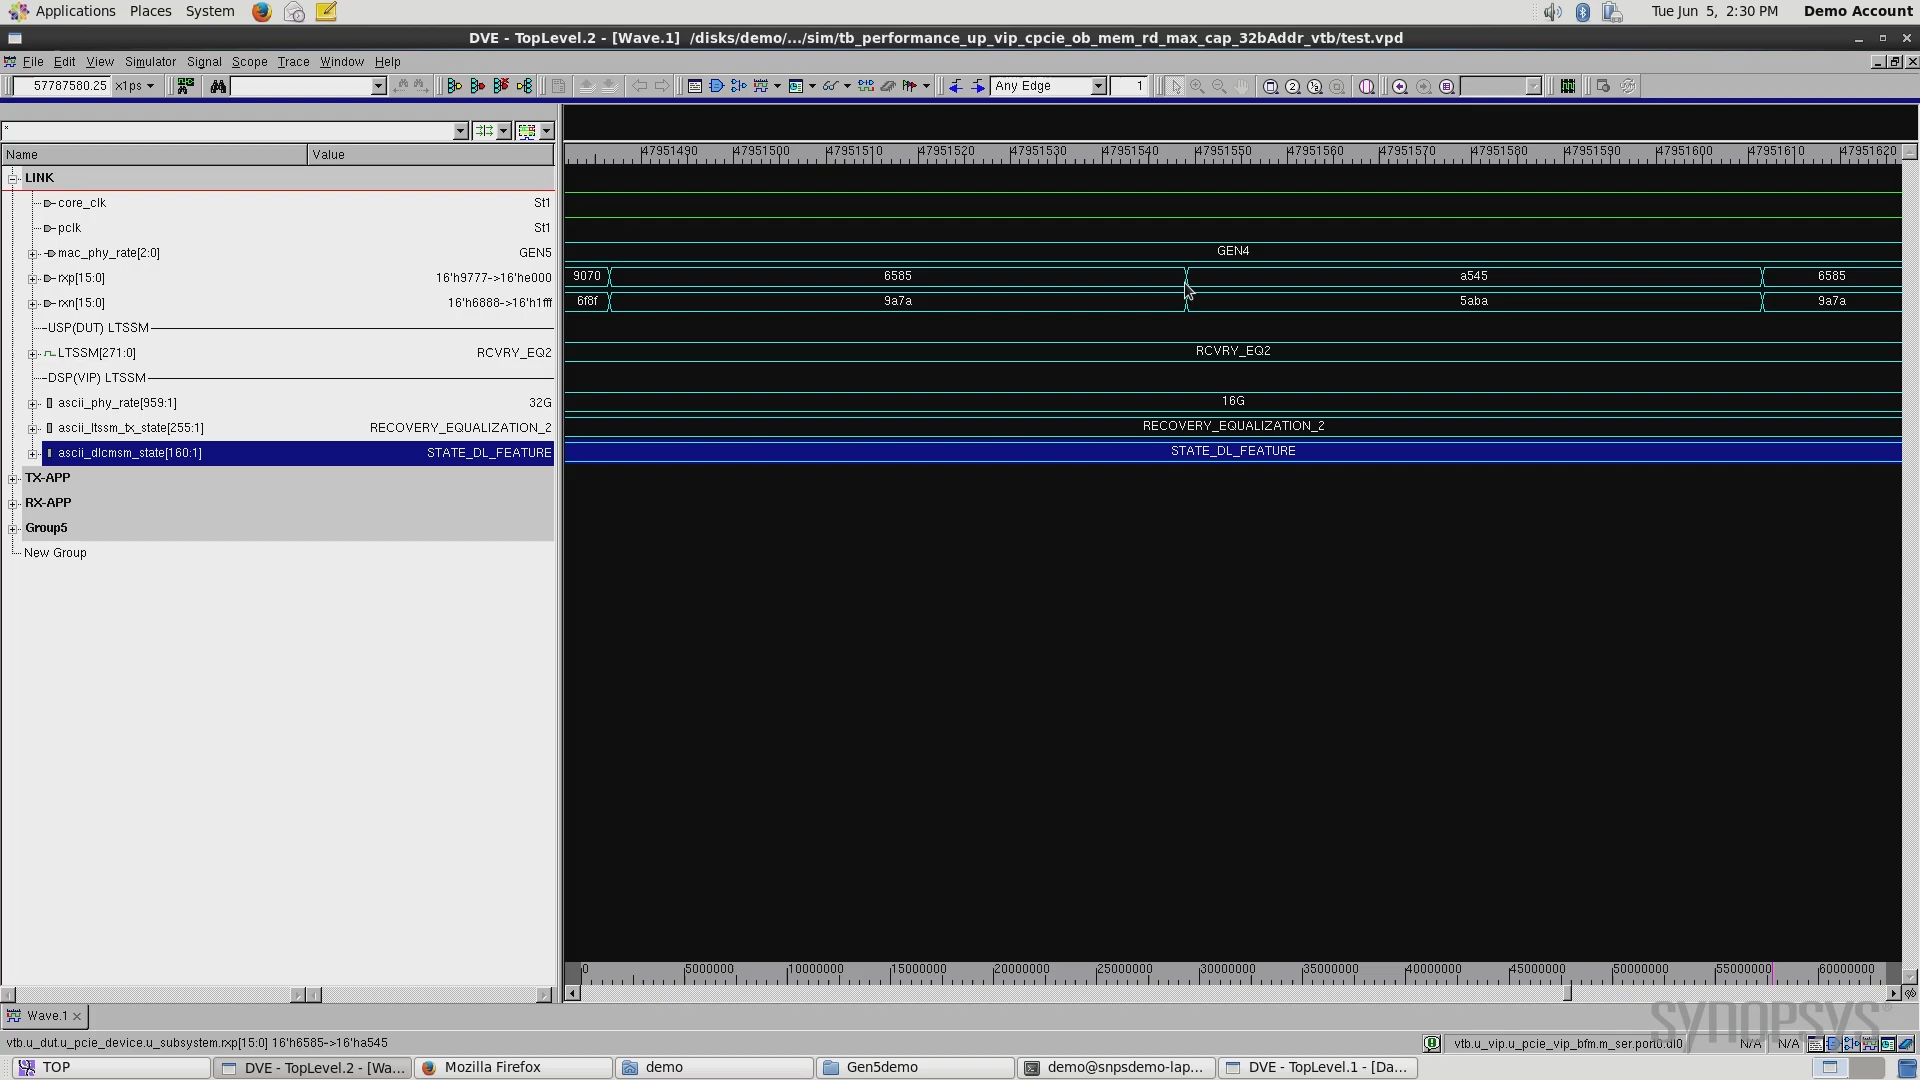 Applications Places System Tue Jun 5, 2:30 PM Demo Account
DVE - TopLevel.2 - [Wave.1] /disks/demo/.../sim/tb_performance_up_vip_cpcie_ob_mem_rd_max_cap_32bAddr_vtb/test.vpd
File Edit View Simulator Signal Scope Trace Window Help
57787580.25 x1ps Any Edge 1
*
Name Value
47951490 47951500 47951510 47951520 47951530 47951540 47951550 47951560 47951570 47951580 47951590 47951600 47951610 47951620
LINK
core_clk St1
pclk St1
mac_phy_rate[2:0] GEN5 GEN4
rxp[15:0] 16'h9777->16'he000 9070 6585 a545 6585
rxn[15:0] 16'h6888->16'h1fff 6f8f 9a7a 5aba 9a7a
USP(DUT) LTSSM
LTSSM[271:0] RCVRY_EQ2 RCVRY_EQ2
DSP(VIP) LTSSM
ascii_phy_rate[959:1] 32G 16G
ascii_ltssm_tx_state[255:1] RECOVERY_EQUALIZATION_2 RECOVERY_EQUALIZATION_2
ascii_dlcmsm_state[160:1] STATE_DL_FEATURE STATE_DL_FEATURE
TX-APP
RX-APP
Group5
New Group
0 5000000 10000000 15000000 20000000 25000000 30000000 35000000 40000000 45000000 50000000 55000000 60000000
Wave.1
SYNOPSYS
vtb.u_dut.u_pcie_device.u_subsystem.rxp[15:0] 16'h6585->16'ha545 vtb.u_vip.u_pcie_vip_bfm.m_ser.port0.dl0 N/A N/A
TOP DVE - TopLevel.2 - [Wa... Mozilla Firefox demo Gen5demo demo@snpsdemo-lap... DVE - TopLevel.1 - [Da...